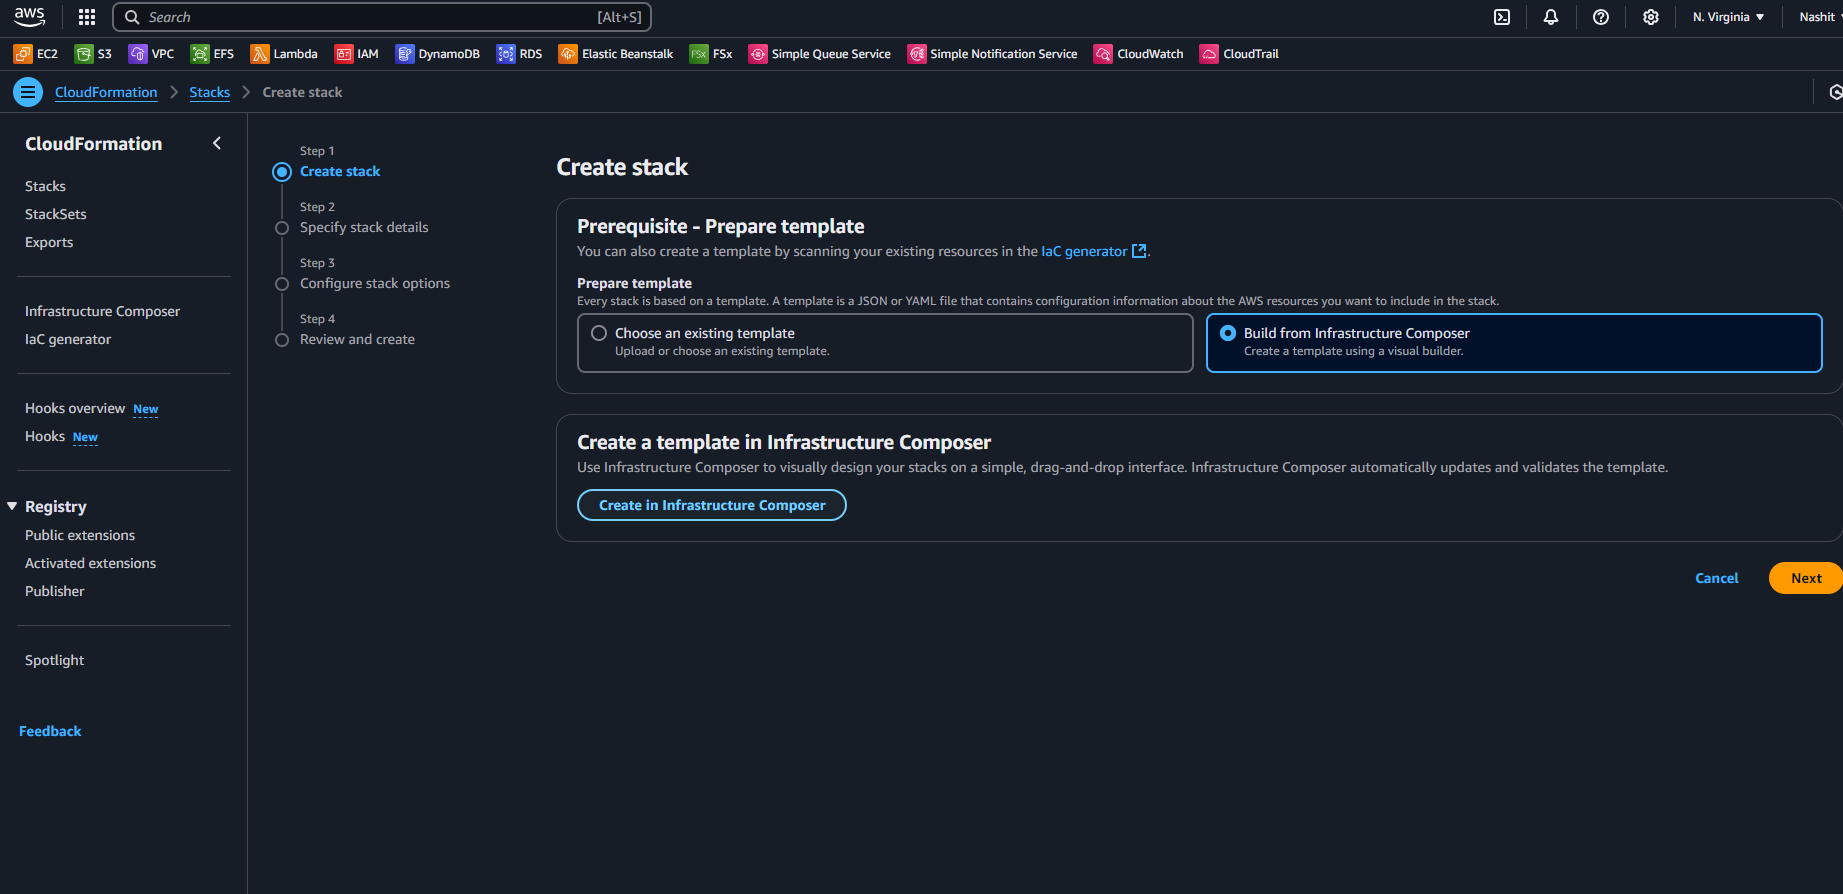 aws
Search [Alt+S]
N. Virginia
Nashit
EC2 S3 VPC EFS Lambda IAM DynamoDB RDS Elastic Beanstalk FSx FSx Simple Queue Service Simple Notification Service CloudWatch CloudTrail
CloudFormation Stacks Create stack
CloudFormation
Stacks
StackSets
Exports
Infrastructure Composer
IaC generator
Hooks overview New
Hooks New
Registry
Public extensions
Activated extensions
Publisher
Spotlight
Feedback
Step 1
Create stack
Step 2
Specify stack details
Step 3
Configure stack options
Step 4
Review and create
Create stack
Prerequisite - Prepare template
You can also create a template by scanning your existing resources in the IaC generator.
Prepare template
Every stack is based on a template. A template is a JSON or YAML file that contains configuration information about the AWS resources you want to include in the stack.
Choose an existing template
Upload or choose an existing template.
Build from Infrastructure Composer
Create a template using a visual builder.
Create a template in Infrastructure Composer
Use Infrastructure Composer to visually design your stacks on a simple, drag-and-drop interface. Infrastructure Composer automatically updates and validates the template.
Create in Infrastructure Composer
Cancel Next